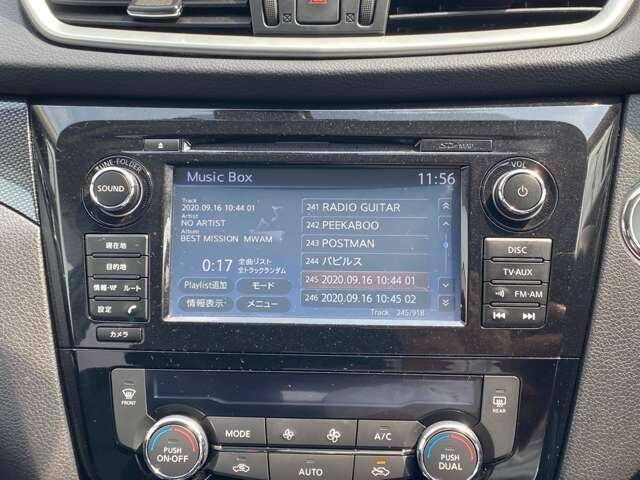 SD-MAP
TUNE·FOLDER
SOUND
VOL
Music Box
11:56
Track
2020.09.16 10:44 01
Artist
NO ARTIST
Album
BEST MISSION MWAM
0:17
全曲リスト
全トラックランダム
Playlist追加
モード
情報表示
メニュー
241 RADIO GUITAR
242 PEEKABOO
243 POSTMAN
244 バビルス
245 2020.09.16 10:44 01
246 2020.09.16 10:45 02
Track 245/918
現在地
目的地
情報·VP ルート
設定
カメラ
DISC
TV·AUX
FM·AM
FRONT
REAR
MODE
A/C
AUTO
PUSH
ON·OFF
PUSH
DUAL